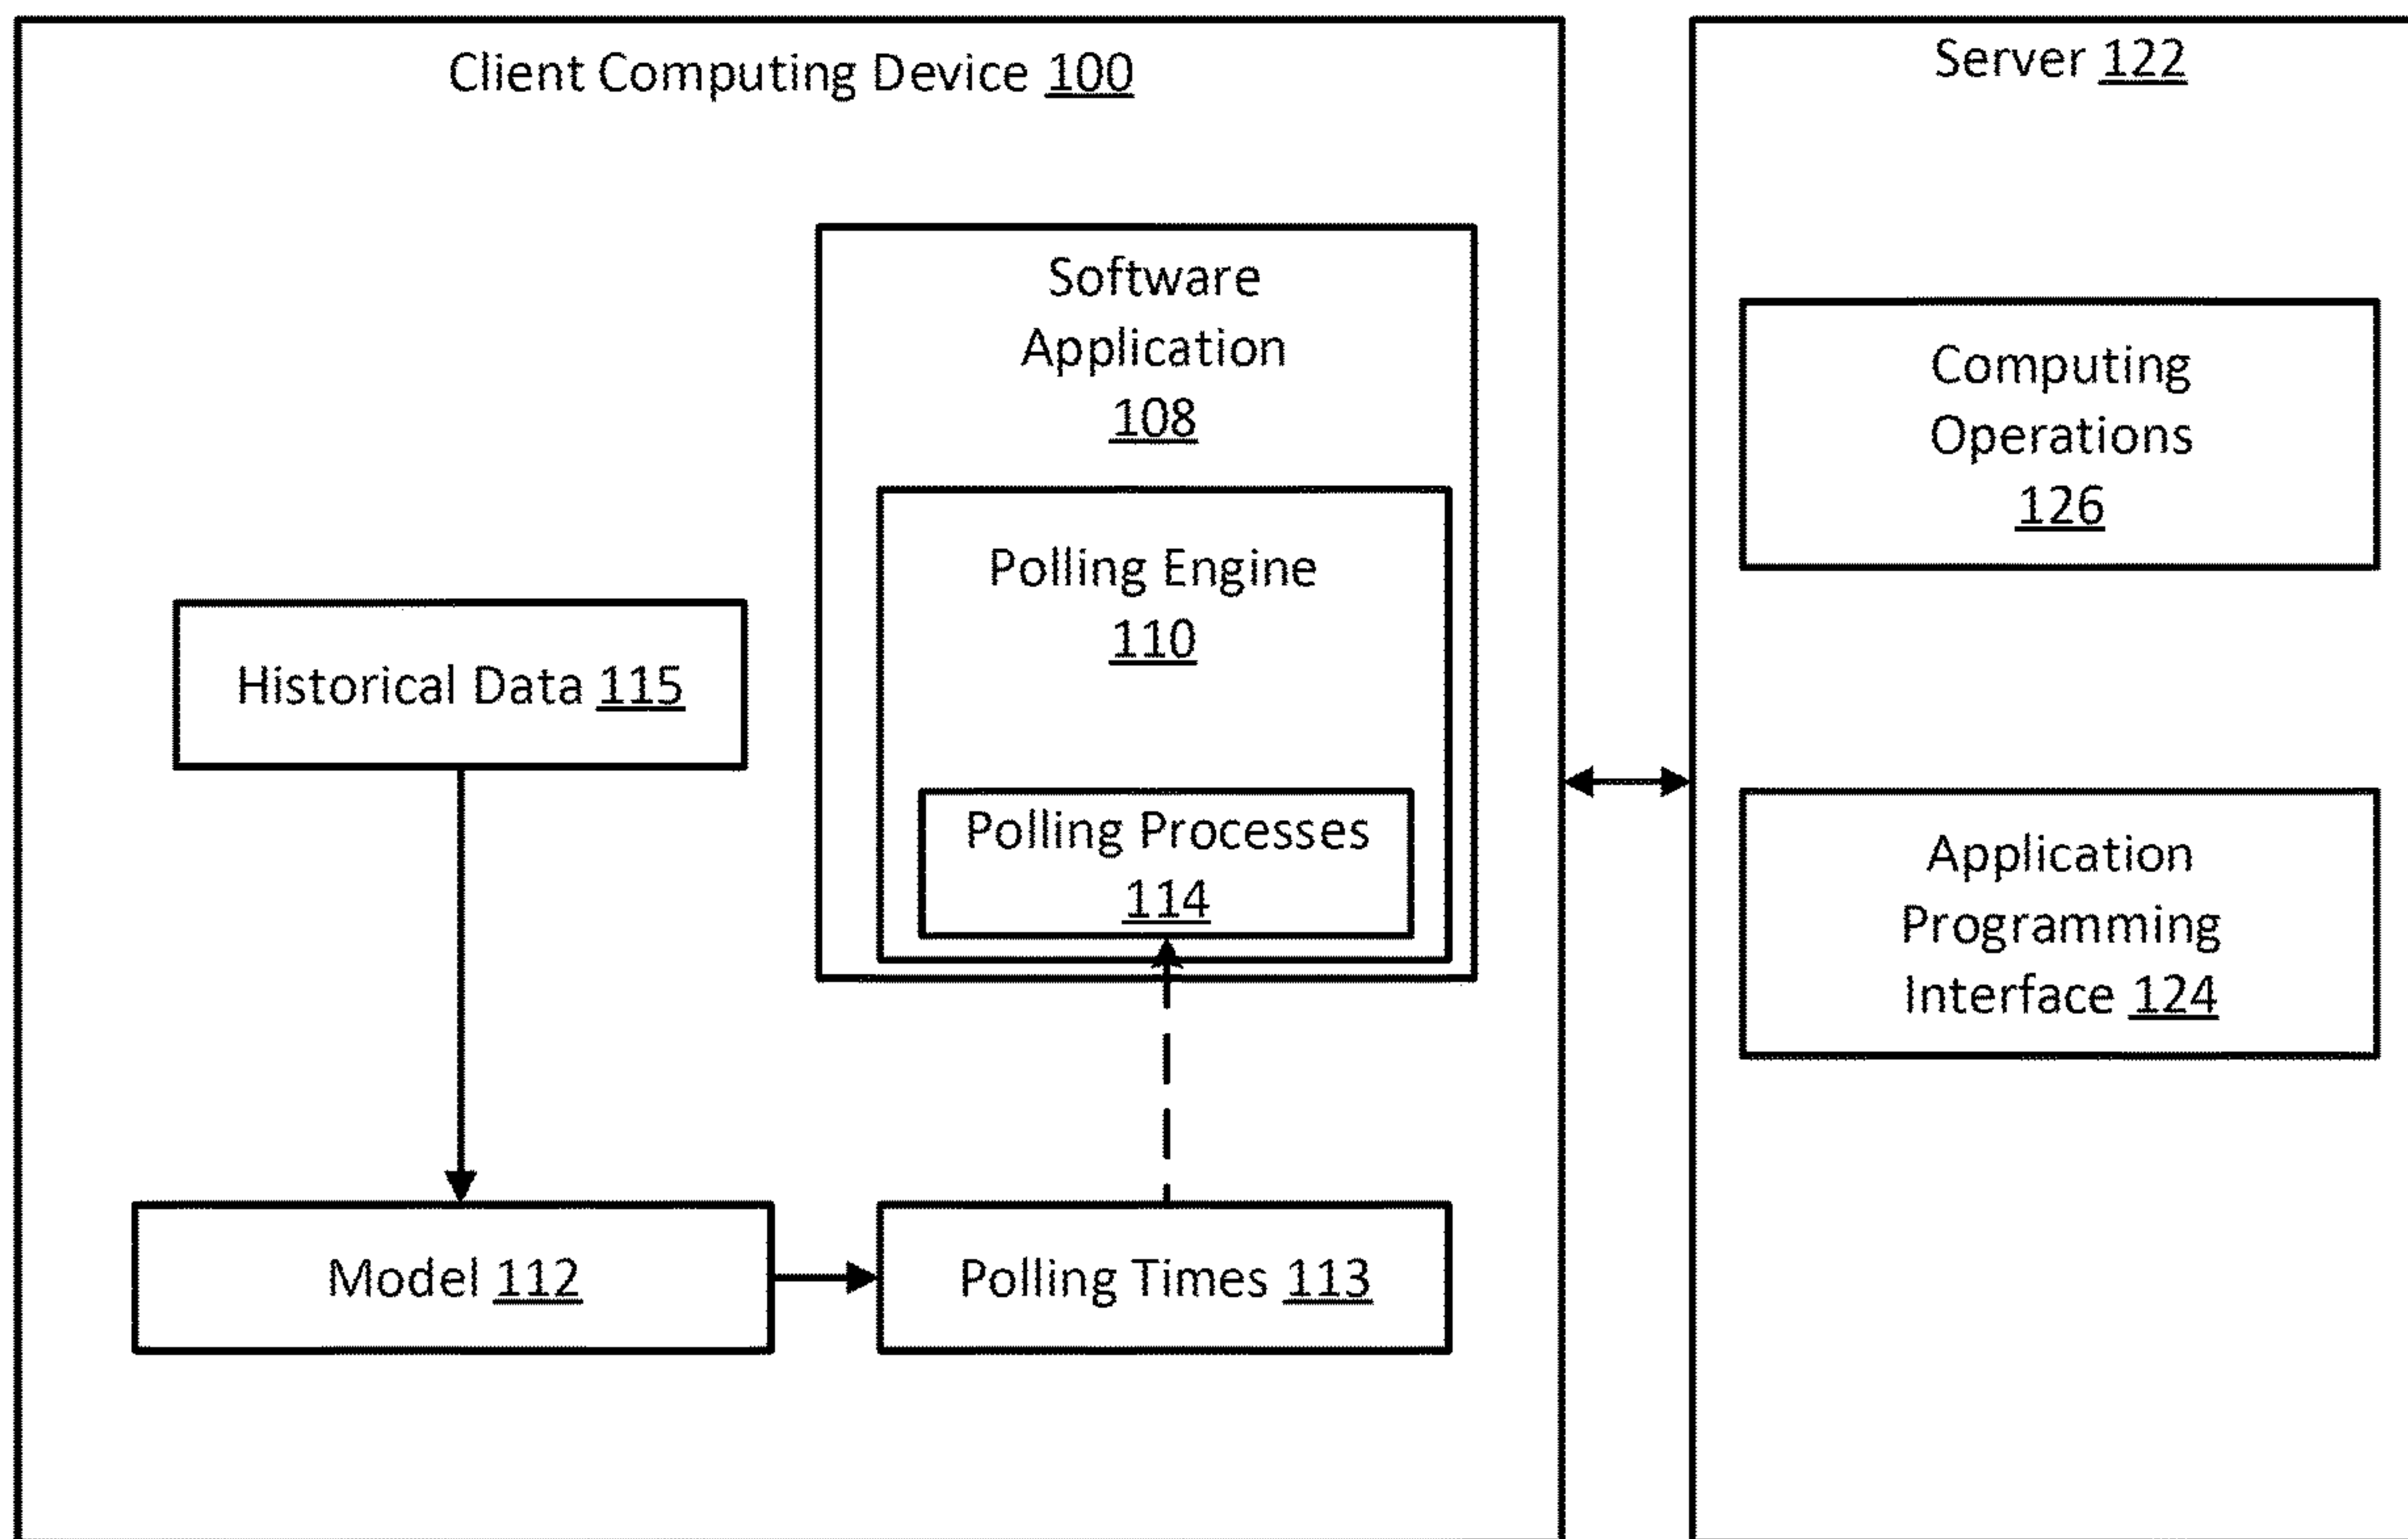 Client Computing Device 100
Software
Application
108
Polling Engine
110
Polling Processes
114
Historical Data 115
Model 112
Polling Times 113
Server 122
Computing
Operations
126
Application
Programming
Interface 124